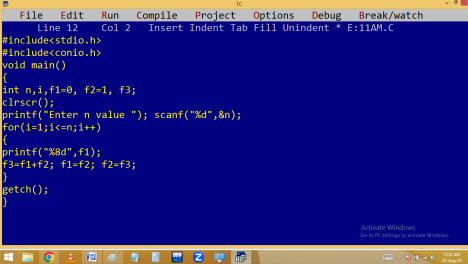 TC
File Edit Run Compile Project Options Debug Break/watch
Line 12 Col 2 Insert Indent Tab Fill Unindent * E:11AM.C
#include<stdio.h>
#include<conio.h>
void main()
{
int n,i,f1=0, f2=1, f3;
clrscr();
printf("Enter n value "); scanf("%d",&n);
for(i=1;i<=n;i++)
{
printf("%8d",f1);
f3=f1+f2; f1=f2; f2=f3;
}
getch();
}
Activate Windows
Go to PC settings to activate Windows.